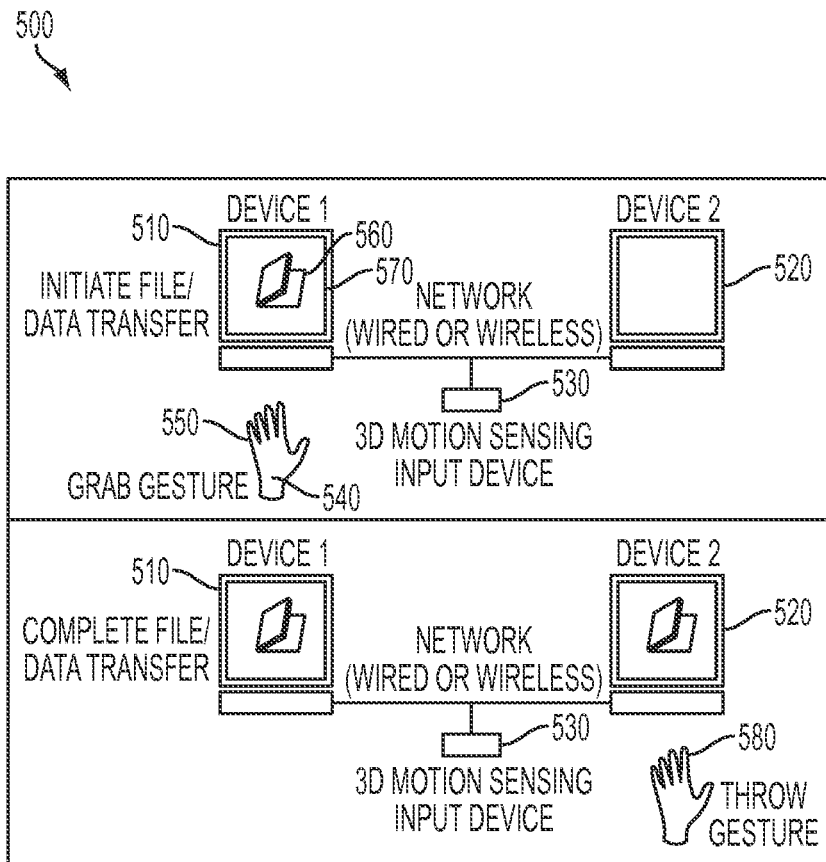 500
DEVICE 1
DEVICE 2
510
560
570
520
INITIATE FILE/
DATA TRANSFER
NETWORK
(WIRED OR WIRELESS)
530
550
3D MOTION SENSING
INPUT DEVICE
GRAB GESTURE
540
DEVICE 1
DEVICE 2
510
520
COMPLETE FILE/
DATA TRANSFER
NETWORK
(WIRED OR WIRELESS)
530
580
3D MOTION SENSING
INPUT DEVICE
THROW
GESTURE